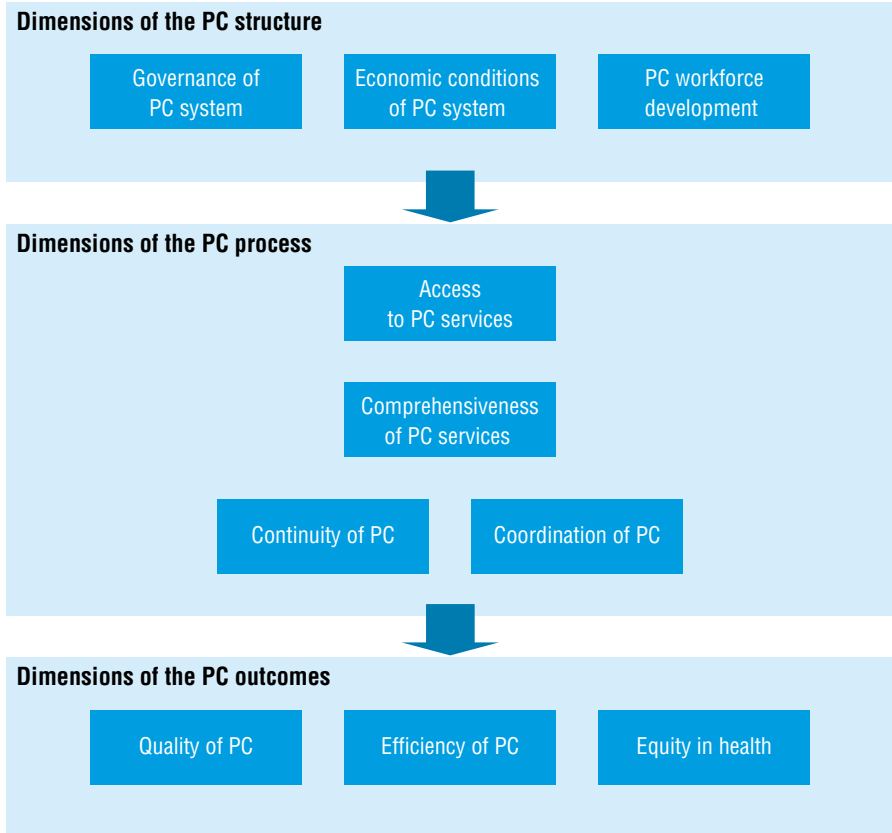 Dimensions of the PC structure
Governance of
PC system
Economic conditions
of PC system
PC workforce
development
Dimensions of the PC process
Access
to PC services
Comprehensiveness
of PC services
Continuity of PC
Coordination of PC
Dimensions of the PC outcomes
Quality of PC
Efficiency of PC
Equity in health